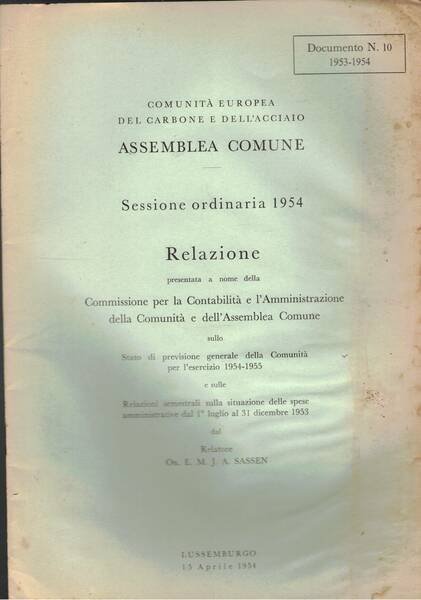 Documento N. 10
1953-1954
COMUNITÀ EUROPEA
DEL CARBONE E DELL'ACCIAIO
ASSEMBLEA COMUNE
Sessione ordinaria 1954
Relazione
presentata a nome della
Commissione per la Contabilità e l'Amministrazione
della Comunità e dell'Assemblea Comune
sullo
Stato di previsione generale della Comunità
per l'esercizio 1954-1955
e sulle
Relazioni semestrali sulla situazione delle spese
amministrative dal 1° luglio al 31 dicembre 1953
dal
Relatore
On. E. M. J. A. SASSEN
LUSSEMBURGO
15 Aprile 1954